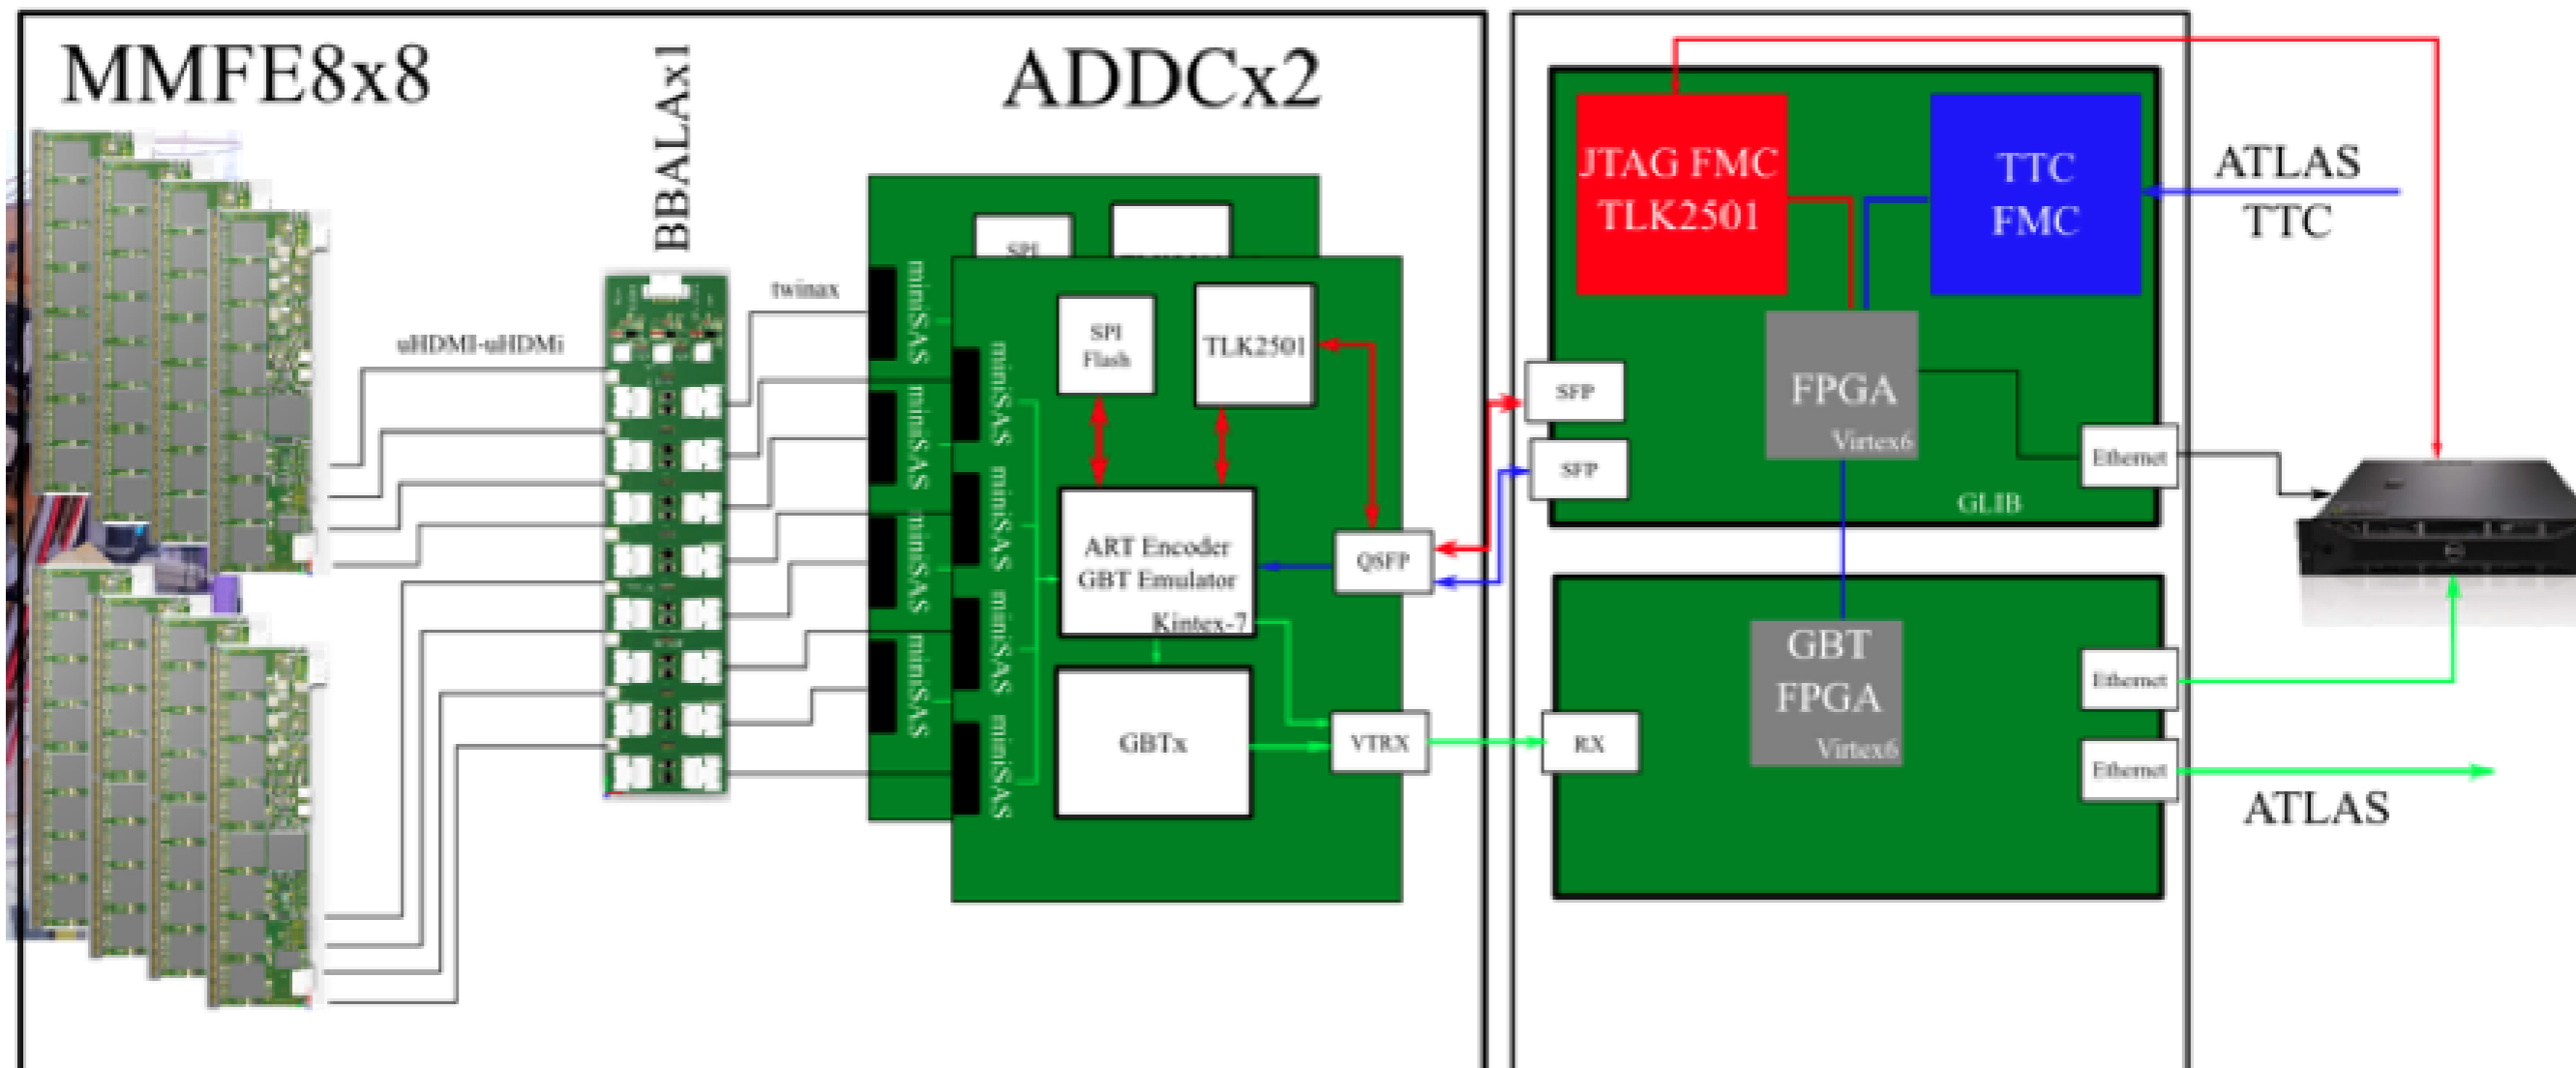 MMFE8x8
BBALAx1
ADDCx2
uHDMI-uHDMi
twinax
miniSAS
miniSAS
miniSAS
miniSAS
SPI
miniSAS
miniSAS
miniSAS
miniSAS
SPI
Flash
TLK2501
ART Encoder
GBT Emulator
Kintex-7
GBTx
QSFP
VTRX
JTAG FMC
TLK2501
TTC
FMC
SFP
SFP
FPGA
Virtex6
GLIB
Ethernet
ATLAS
TTC
GBT
FPGA
Virtex6
RX
Ethernet
Ethernet
ATLAS